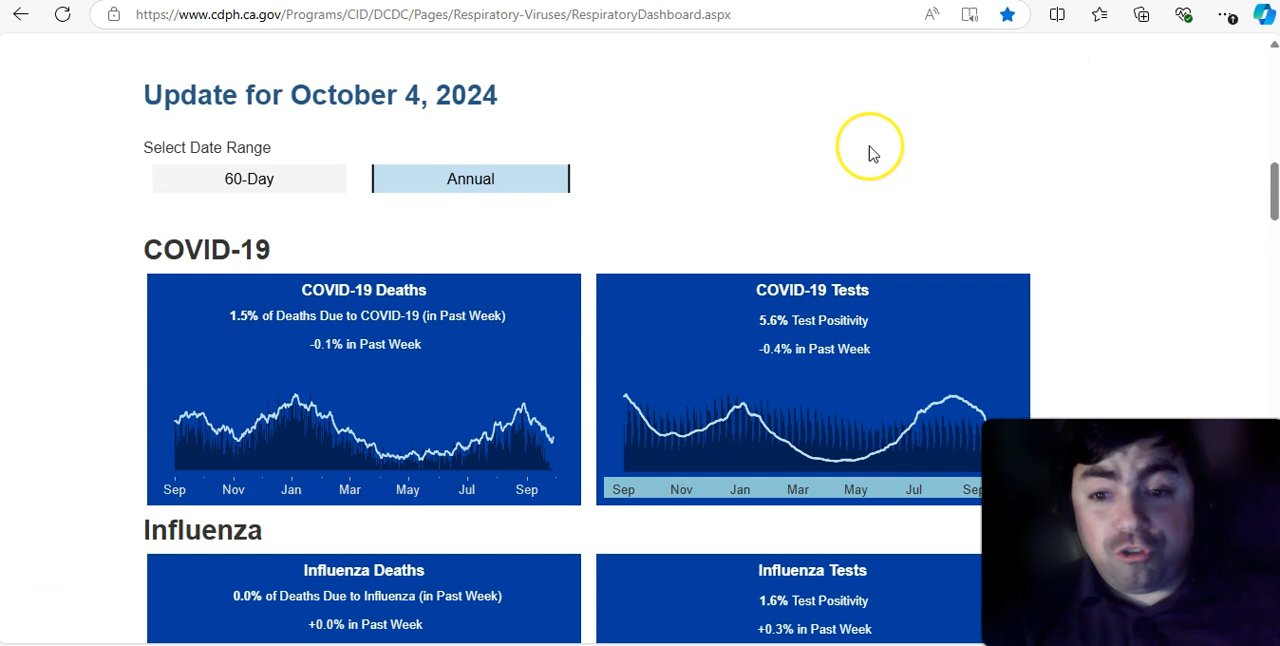 https://www.cdph.ca.gov/Programs/CID/DCDC/Pages/Respiratory-Viruses/RespiratoryDashboard.aspx
Update for October 4, 2024
Select Date Range
60-Day Annual
COVID-19
COVID-19 Deaths
1.5% of Deaths Due to COVID-19 (in Past Week)
-0.1% in Past Week
Sep Nov Jan Mar May Jul Sep
COVID-19 Tests
5.6% Test Positivity
-0.4% in Past Week
Sep Nov Jan Mar May Jul Sep
Influenza
Influenza Deaths
0.0% of Deaths Due to Influenza (in Past Week)
+0.0% in Past Week
Influenza Tests
1.6% Test Positivity
+0.3% in Past Week